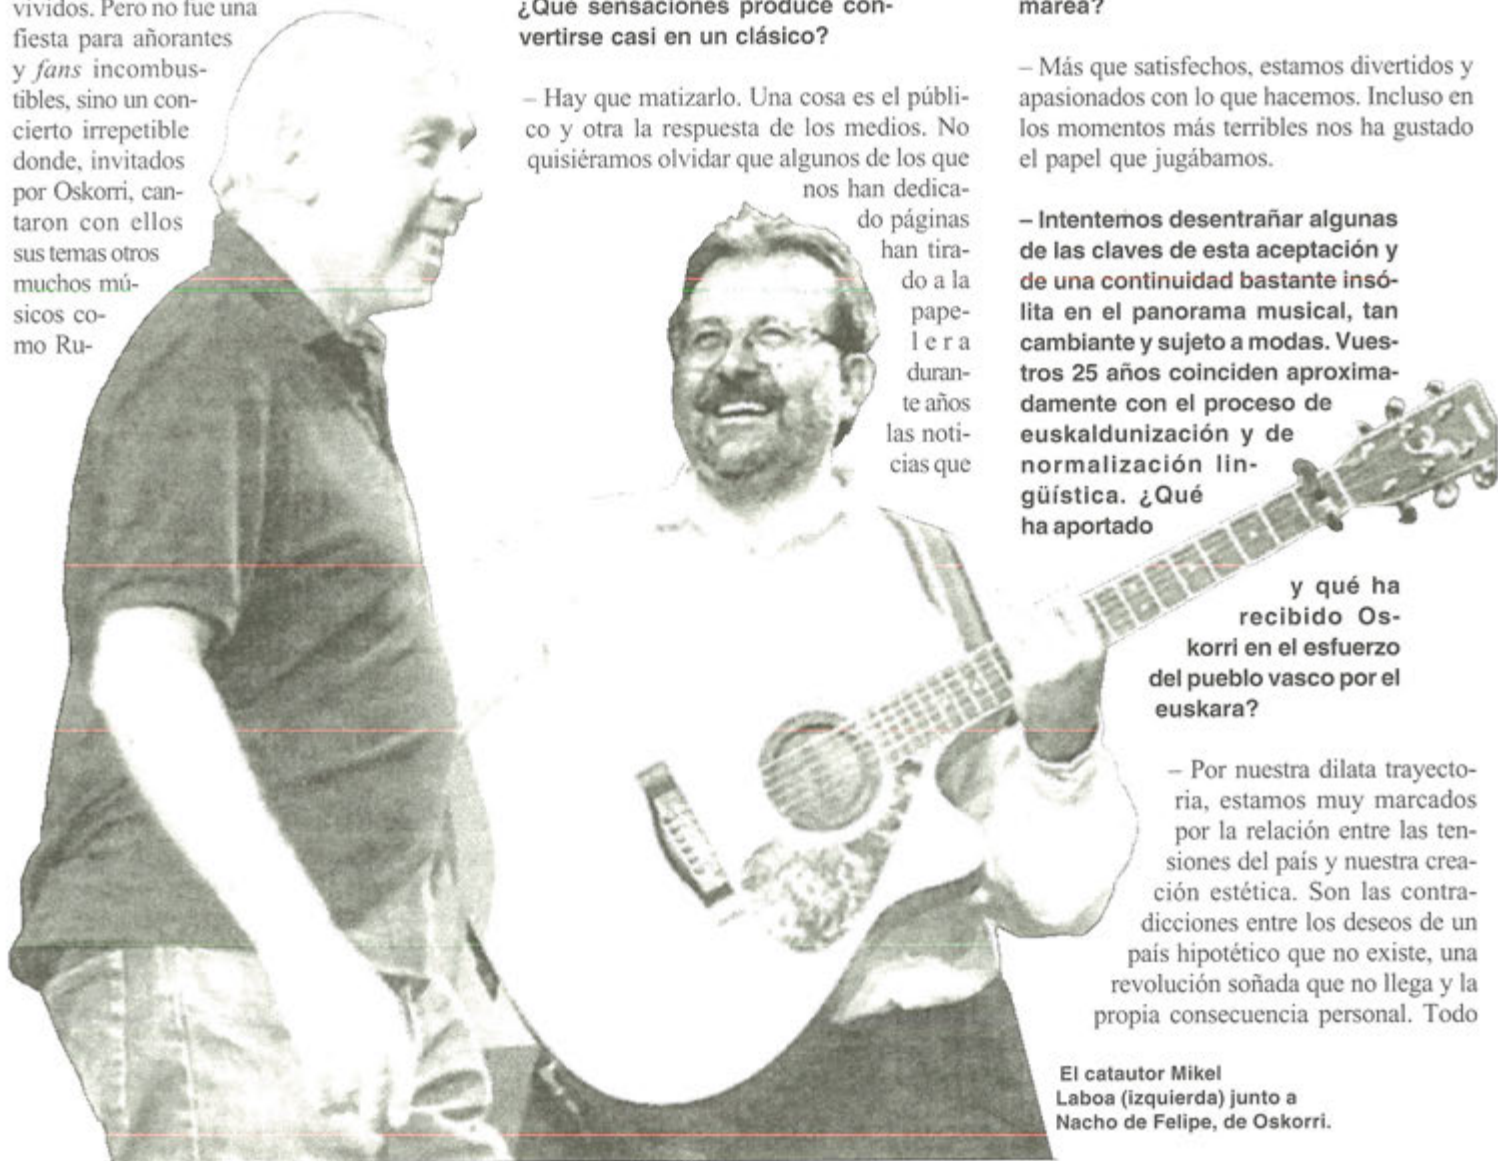 vividos. Pero no fue una
fiesta para añorantes
y fans incombus-
tibles, sino un con-
cierto irrepetible
donde, invitados
por Oskorri, can-
taron con ellos
sus temas otros
muchos mú-
sicos co-
mo Ru-
¿Qué sensaciones produce con-
vertirse casi en un clásico?
– Hay que matizarlo. Una cosa es el públi-
co y otra la respuesta de los medios. No
quisiéramos olvidar que algunos de los que
nos han dedica-
do páginas
han tira-
do a la
pape-
lera
duran-
te años
las noti-
cias que
marea?
– Más que satisfechos, estamos divertidos y
apasionados con lo que hacemos. Incluso en
los momentos más terribles nos ha gustado
el papel que jugábamos.
– Intentemos desentrañar algunas
de las claves de esta aceptación y
de una continuidad bastante insó-
lita en el panorama musical, tan
cambiante y sujeto a modas. Vues-
tros 25 años coinciden aproxima-
damente con el proceso de
euskaldunización y de
normalización lin-
güística. ¿Qué
ha aportado
y qué ha
recibido Os-
korri en el esfuerzo
del pueblo vasco por el
euskara?
– Por nuestra dilata trayecto-
ria, estamos muy marcados
por la relación entre las ten-
siones del país y nuestra crea-
ción estética. Son las contra-
dicciones entre los deseos de un
país hipotético que no existe, una
revolución soñada que no llega y la
propia consecuencia personal. Todo
El catautor Mikel
Laboa (izquierda) junto a
Nacho de Felipe, de Oskorri.